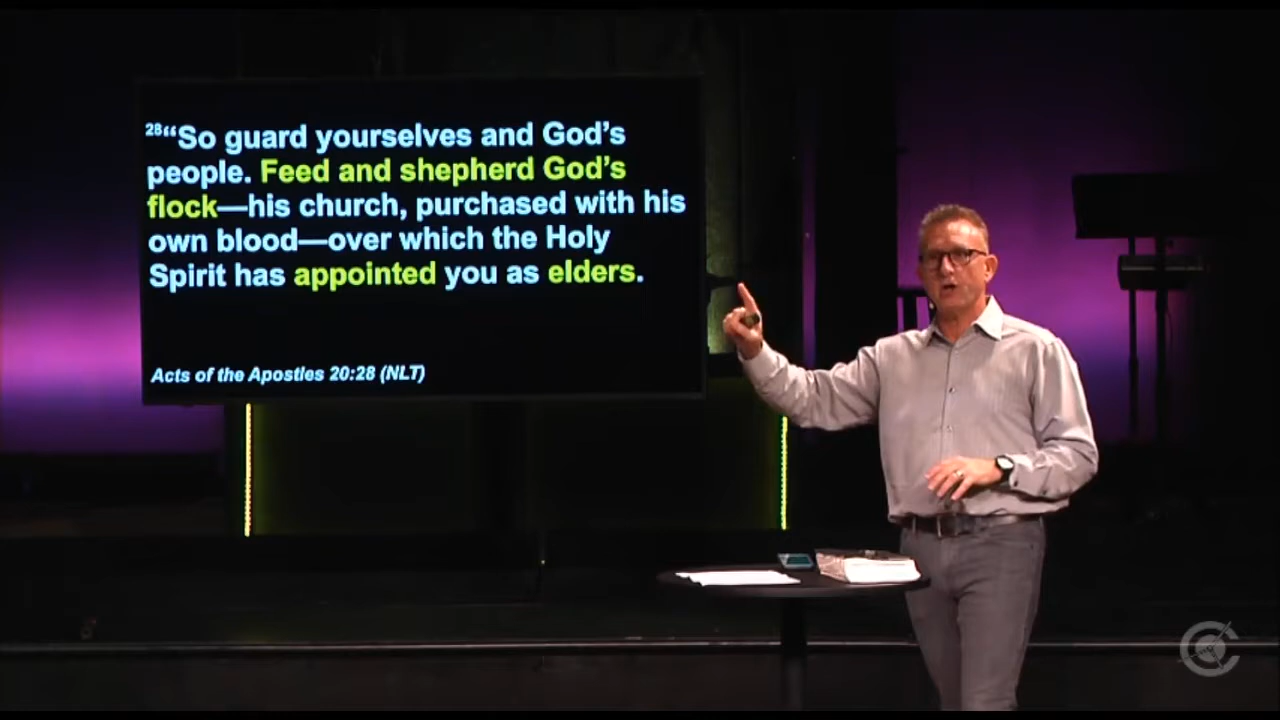 28“So guard yourselves and God’s
people. Feed and shepherd God’s
flock—his church, purchased with his
own blood—over which the Holy
Spirit has appointed you as elders.
Acts of the Apostles 20:28 (NLT)